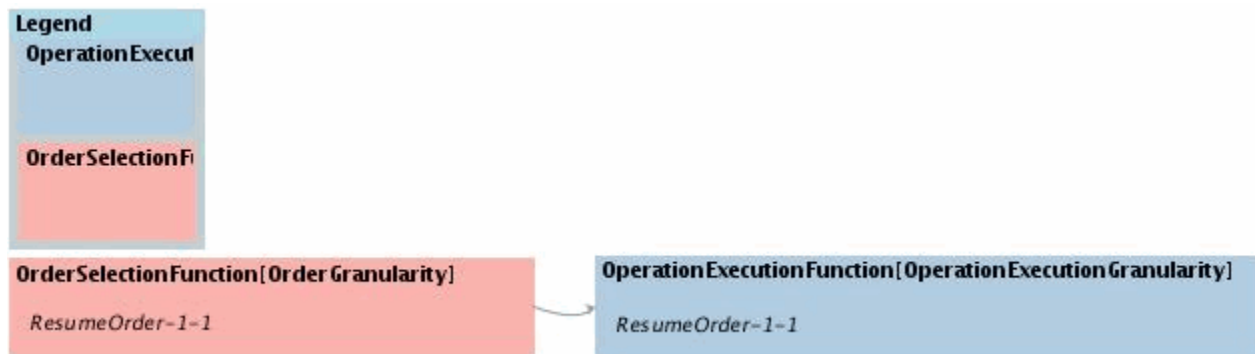 Legend
OperationExecut
OrderSelectionF
OrderSelectionFunction[OrderGranularity]
ResumeOrder-1-1
OperationExecutionFunction[OperationExecutionGranularity]
ResumeOrder-1-1